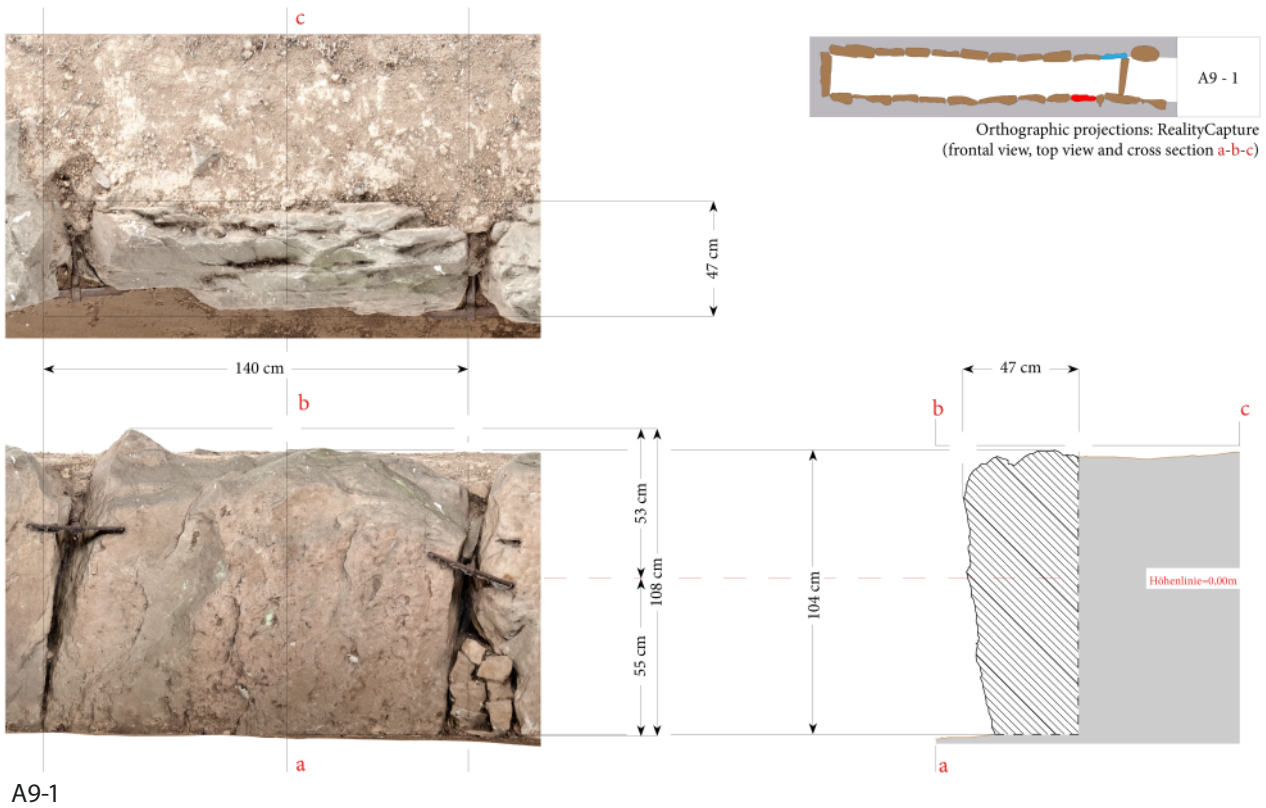 c
A9 - 1
Orthographic projections: RealityCapture
(frontal view, top view and cross section a-b-c)
47 cm
140 cm
47 cm
b
b
c
53 cm
108 cm
104 cm
Höhenlinie=0,00m
55 cm
a
a
A9-1